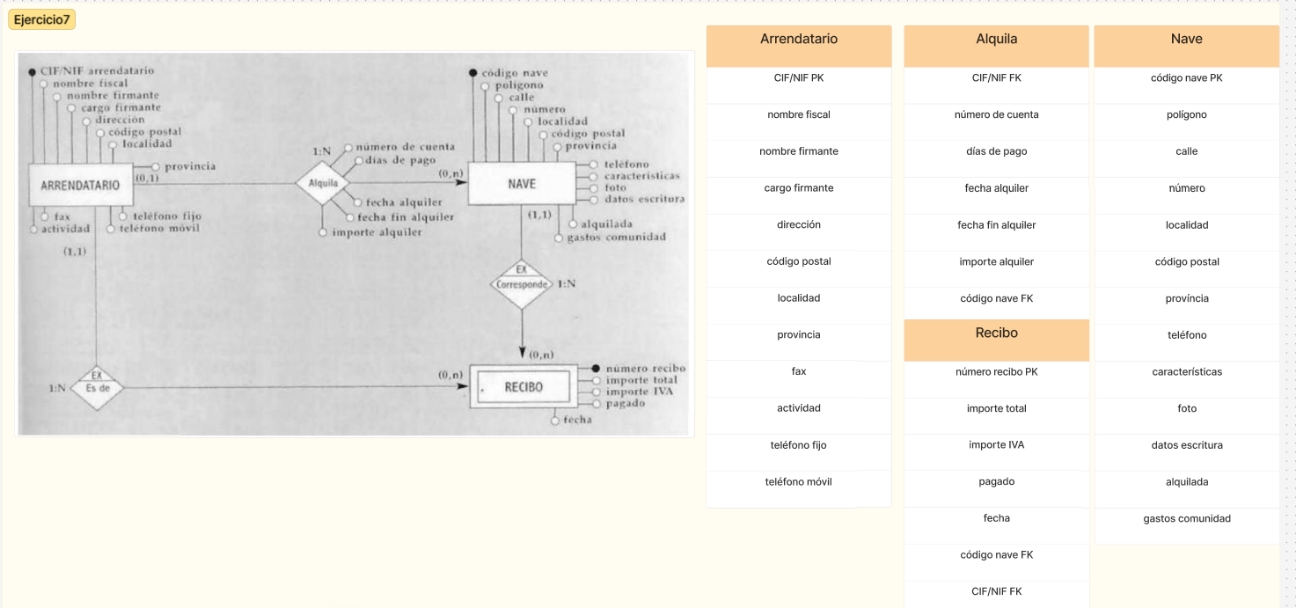 Ejercicio7
CIF/NIF arrendatario
nombre fiscal
nombre firmante
cargo firmante
dirección
código postal
localidad
provincia
(0,1)
ARRENDATARIO
fax
actividad
teléfono fijo
teléfono móvil
(1,1)
1:N
número de cuenta
días de pago
Alquila
(0,n)
fecha alquiler
fecha fin alquiler
importe alquiler
código nave
polígono
calle
número
localidad
código postal
provincia
teléfono
características
foto
datos escritura
NAVE
(1,1)
alquilada
gastos comunidad
EX
Corresponde
1:N
(0,n)
EX
1:N
Es de
(0,n)
RECIBO
número recibo
importe total
importe IVA
pagado
fecha
Arrendatario
CIF/NIF PK
nombre fiscal
nombre firmante
cargo firmante
dirección
código postal
localidad
provincia
fax
actividad
teléfono fijo
teléfono móvil
Alquila
CIF/NIF FK
número de cuenta
días de pago
fecha alquiler
fecha fin alquiler
importe alquiler
código nave FK
Recibo
número recibo PK
importe total
importe IVA
pagado
fecha
código nave FK
CIF/NIF FK
Nave
código nave PK
polígono
calle
número
localidad
código postal
província
teléfono
características
foto
datos escritura
alquilada
gastos comunidad